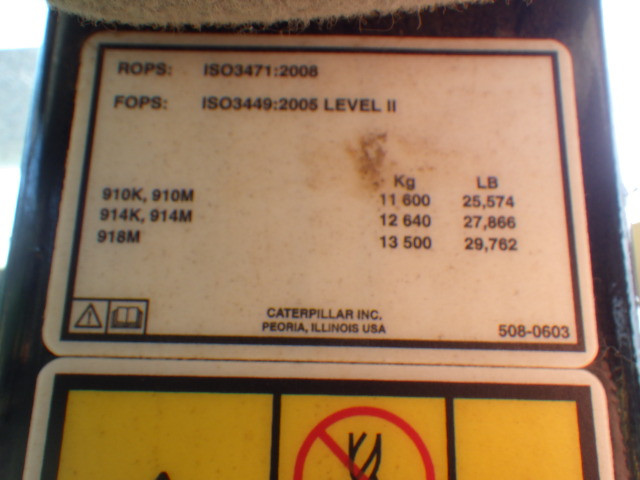 ROPS: ISO3471:2008
FOPS: ISO3449:2005 LEVEL II
Kg LB
910K, 910M 11 600 25,574
914K, 914M 12 640 27,866
918M 13 500 29,762
CATERPILLAR INC.
PEORIA, ILLINOIS USA
508-0603